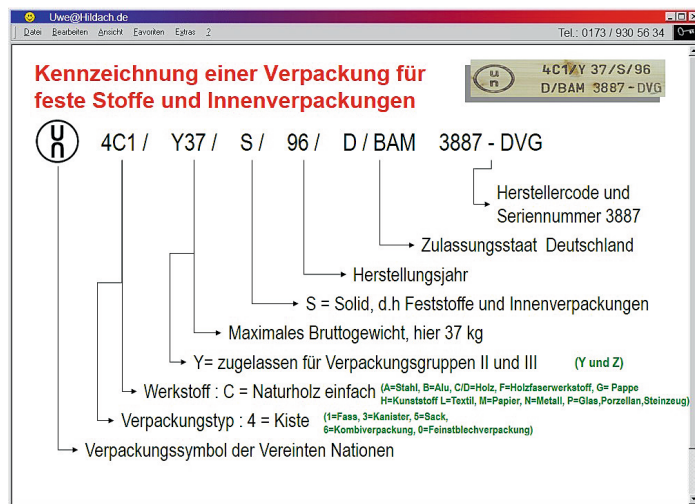 Uwe@Hildach.de
Datei Bearbeiten Ansicht Favoriten Extras ?
Tel.: 0173 / 930 56 34
Kennzeichnung einer Verpackung für
feste Stoffe und Innenverpackungen
un
4C1/Y 37/S/96
D/BAM 3887-DVG
un 4C1 / Y37 / S / 96 / D / BAM 3887 - DVG
Herstellercode und
Seriennummer 3887
Zulassungsstaat Deutschland
Herstellungsjahr
S = Solid, d.h Feststoffe und Innenverpackungen
Maximales Bruttogewicht, hier 37 kg
Y= zugelassen für Verpackungsgruppen II und III (Y und Z)
Werkstoff : C = Naturholz einfach (A=Stahl, B=Alu, C/D=Holz, F=Holzfaserwerkstoff, G= Pappe
H=Kunststoff L=Textil, M=Papier, N=Metall, P=Glas,Porzellan,Steinzeug)
Verpackungstyp : 4 = Kiste (1=Fass, 3=Kanister, 5=Sack,
6=Kombiverpackung, 0=Feinstblechverpackung)
Verpackungssymbol der Vereinten Nationen